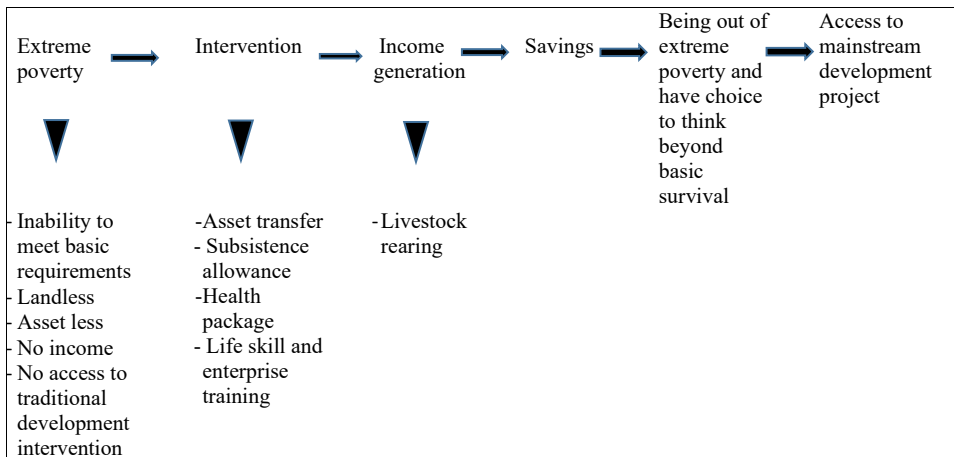 Extreme
poverty
Intervention
Income
generation
Savings
Being out of
extreme
poverty and
have choice
to think
beyond
basic
survival
Access to
mainstream
development
project
- Inability to
meet basic
requirements
- Landless
- Asset less
- No income
- No access to
traditional
development
intervention
-Asset transfer
- Subsistence
allowance
-Health
package
- Life skill and
enterprise
training
-Livestock
rearing